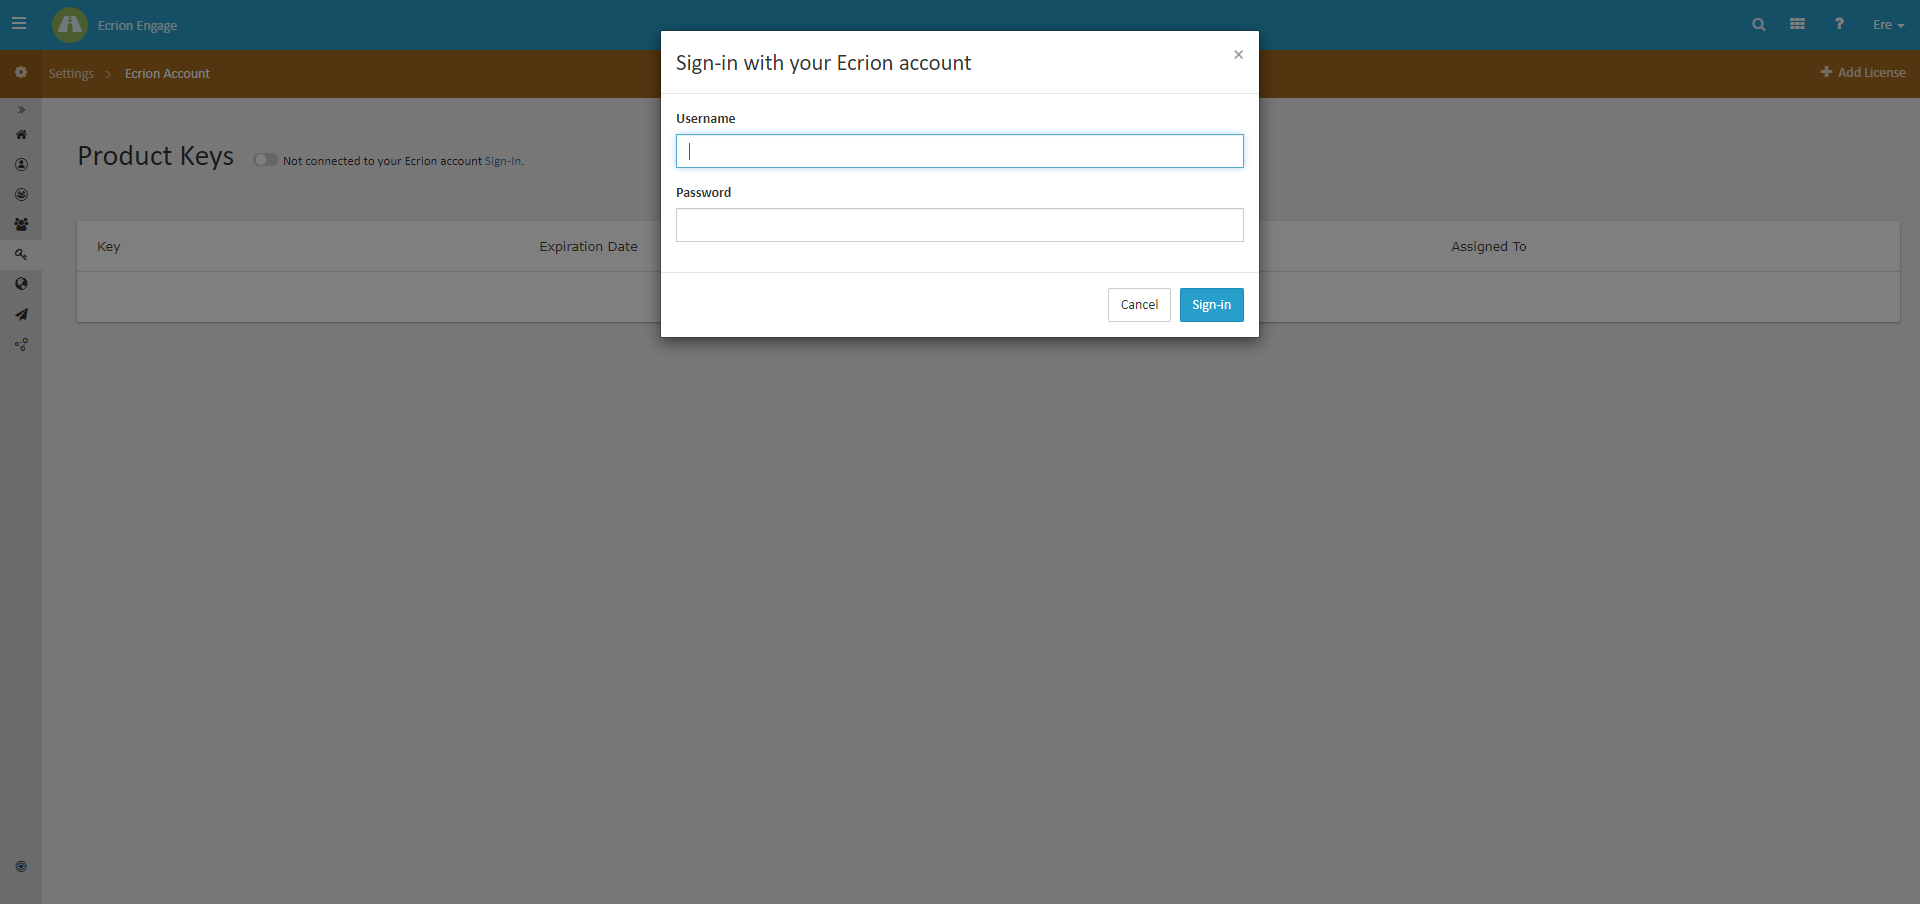 Ecrion Engage
Ere
Settings > Ecrion Account
+ Add License
Sign-in with your Ecrion account
×
Username
Password
Cancel
Sign-in
Product Keys
Not connected to your Ecrion account Sign-In.
Key
Expiration Date
Assigned To